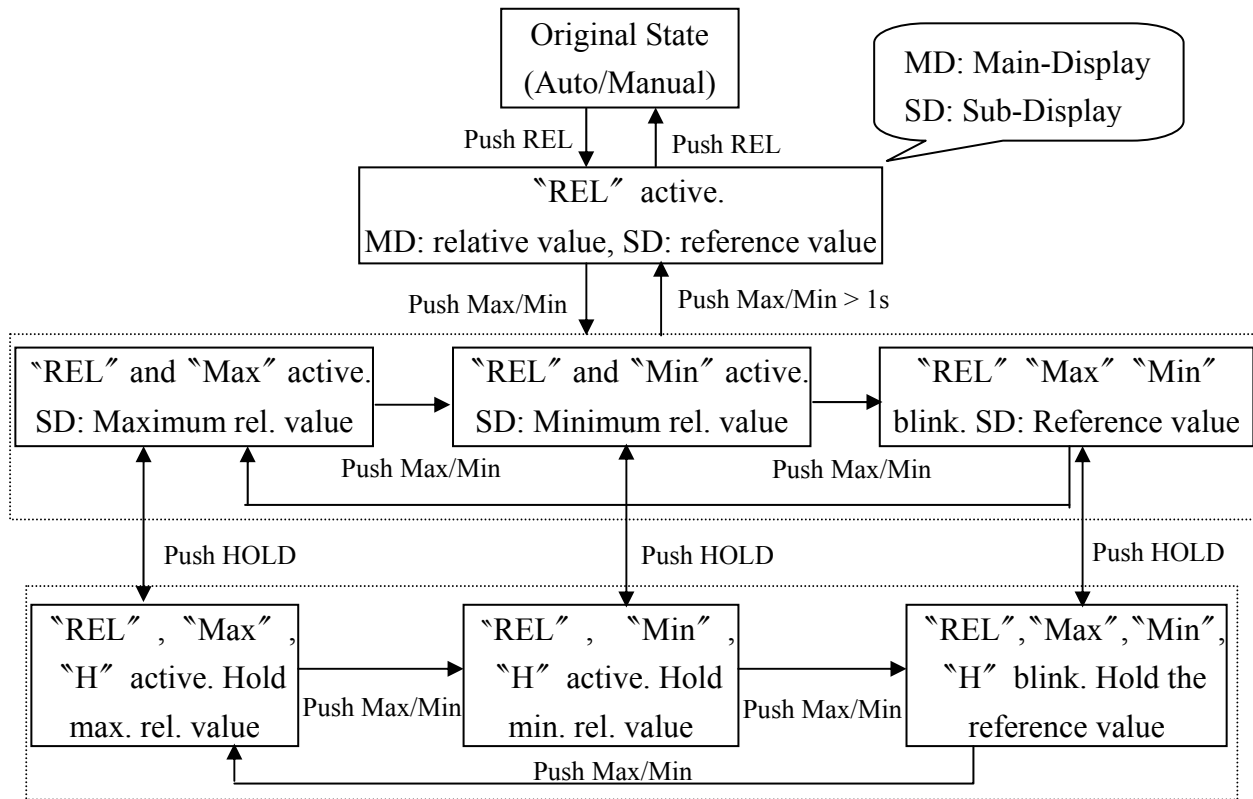 Original State
(Auto/Manual)
MD: Main-Display
SD: Sub-Display
Push REL
Push REL
〝REL〞 active.
MD: relative value, SD: reference value
Push Max/Min
Push Max/Min > 1s
〝REL〞 and 〝Max〞 active.
SD: Maximum rel. value
〝REL〞 and 〝Min〞 active.
SD: Minimum rel. value
〝REL〞 〝Max〞 〝Min〞
blink. SD: Reference value
Push Max/Min
Push Max/Min
Push HOLD
Push HOLD
Push HOLD
〝REL〞 , 〝Max〞 ,
〝H〞 active. Hold
max. rel. value
Push Max/Min
〝REL〞 , 〝Min〞 ,
〝H〞 active. Hold
min. rel. value
Push Max/Min
〝REL〞,〝Max〞,〝Min〞,
〝H〞 blink. Hold the
reference value
Push Max/Min